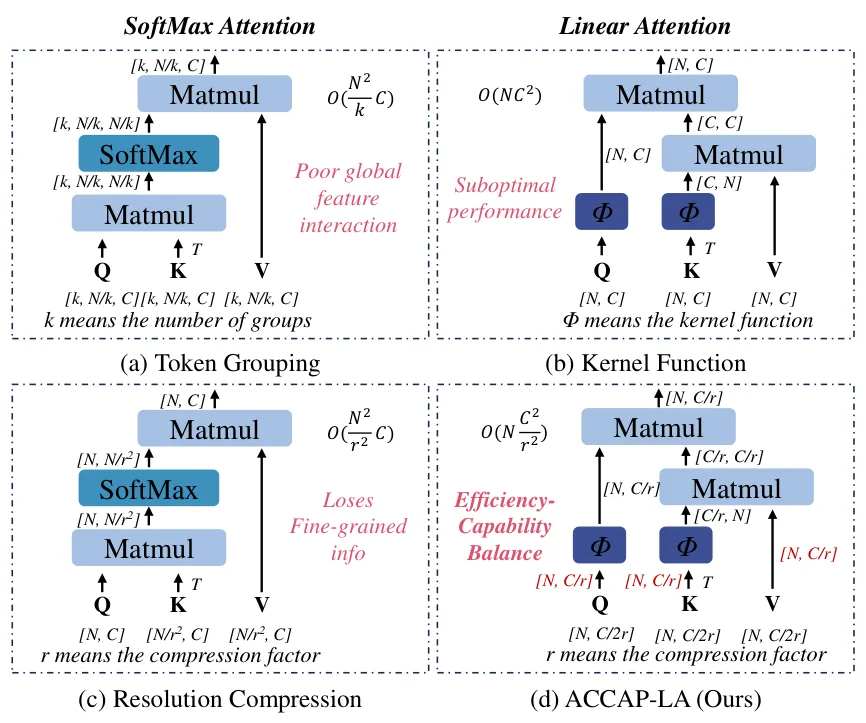 SoftMax Attention
Linear Attention
[k, N/k, C]
Matmul
O(N²/k C)
[k, N/k, N/k]
SoftMax
[k, N/k, N/k]
Matmul
Poor global
feature
interaction
T
Q K V
[k, N/k, C] [k, N/k, C] [k, N/k, C]
k means the number of groups
(a) Token Grouping
[N, C]
O(NC²)
Matmul
[C, C]
[N, C]
Matmul
Suboptimal
performance
[C, N]
Φ Φ
T
Q K V
[N, C] [N, C] [N, C]
Φ means the kernel function
(b) Kernel Function
[N, C]
Matmul
O(N²/r² C)
[N, N/r²]
SoftMax
[N, N/r²]
Matmul
Loses
Fine-grained
info
T
Q K V
[N, C] [N/r², C] [N/r², C]
r means the compression factor
(c) Resolution Compression
[N, C/r]
O(N C²/r²)
Matmul
[C/r, C/r]
[N, C/r]
Matmul
Efficiency-
Capability
Balance
[C/r, N]
Φ Φ
[N, C/r]
[N, C/r] [N, C/r] T
Q K V
[N, C/2r] [N, C/2r] [N, C/2r]
r means the compression factor
(d) ACCAP-LA (Ours)